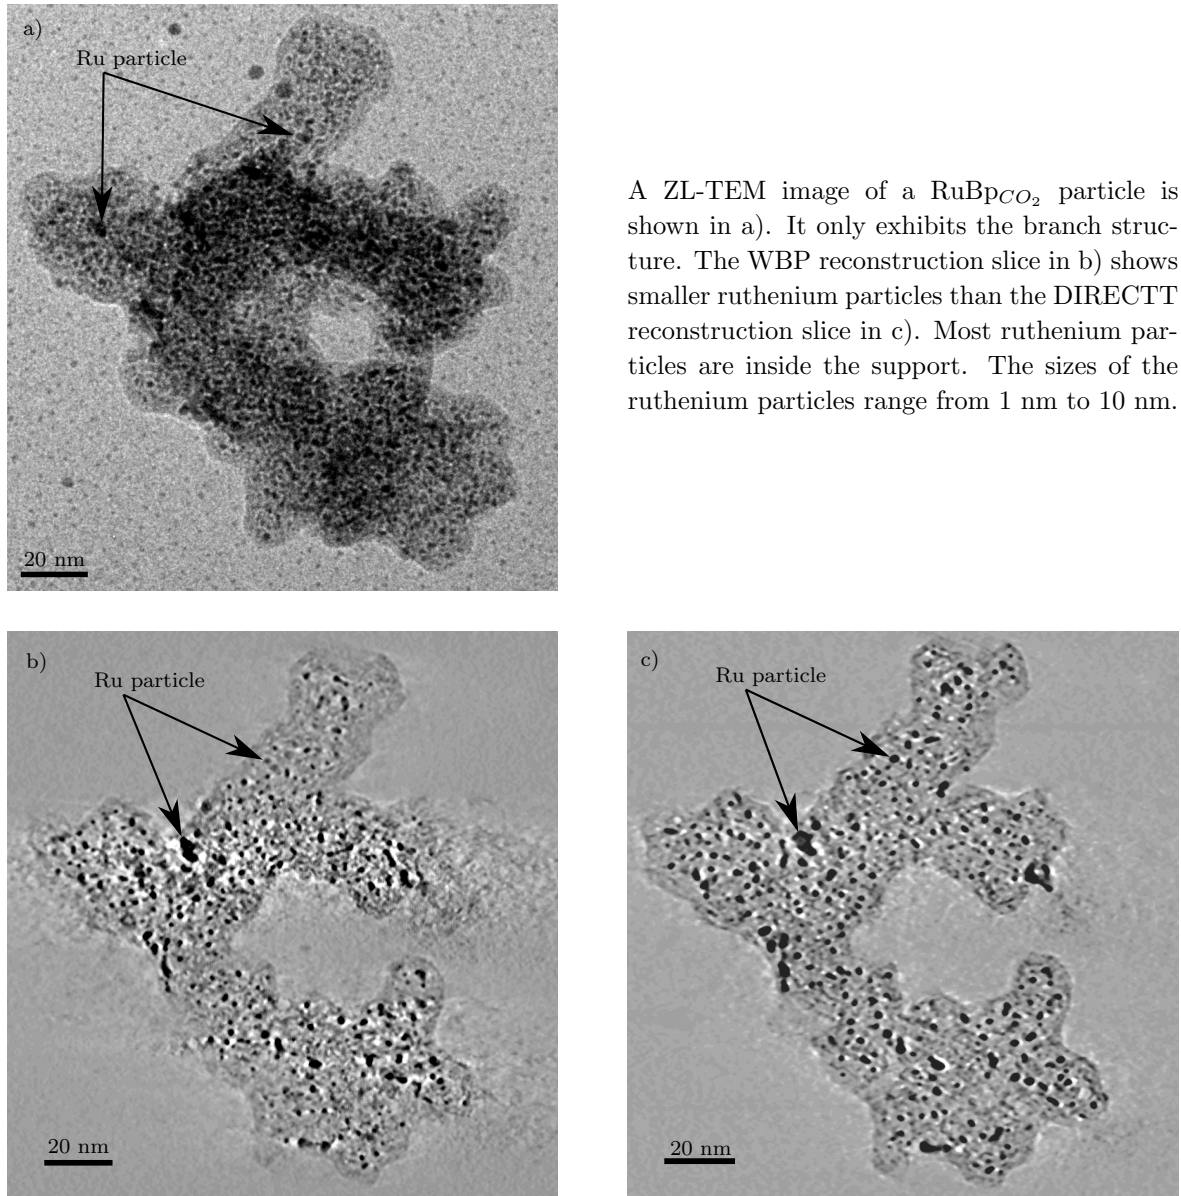 a)
Ru particle
20 nm
A ZL-TEM image of a RuBp_{CO_2} particle is
shown in a). It only exhibits the branch struc-
ture. The WBP reconstruction slice in b) shows
smaller ruthenium particles than the DIRECTT
reconstruction slice in c). Most ruthenium par-
ticles are inside the support. The sizes of the
ruthenium particles range from 1 nm to 10 nm.
b)
Ru particle
20 nm
c)
Ru particle
20 nm